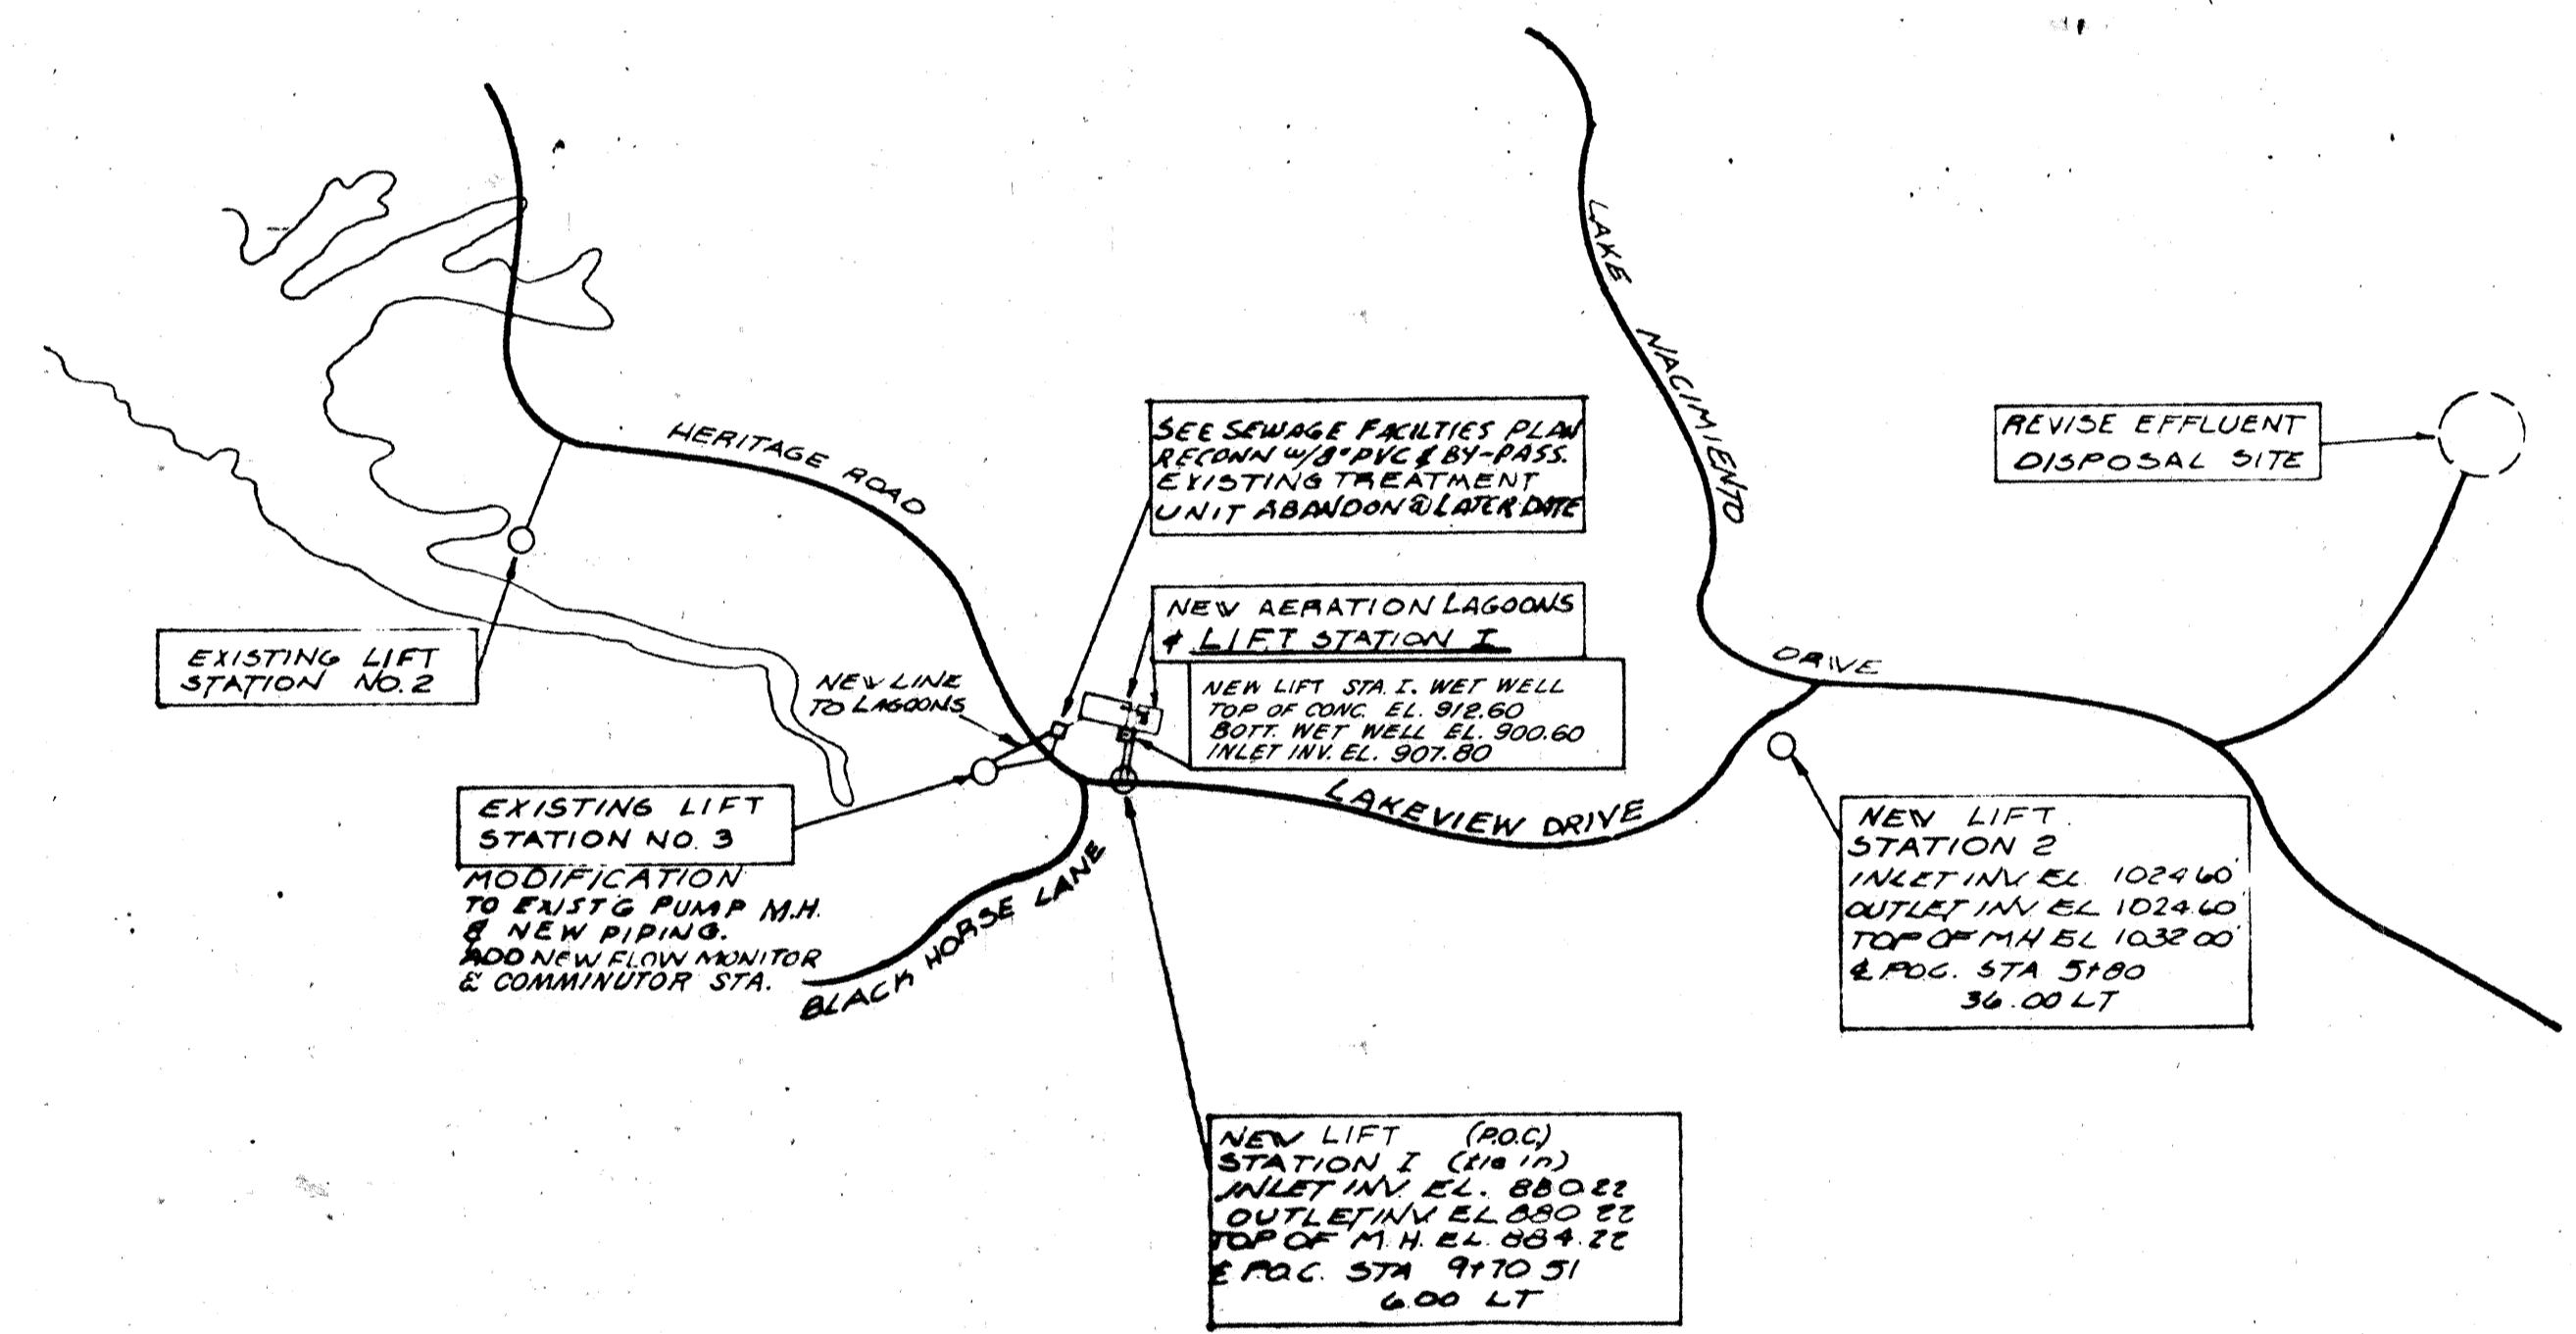 LAKE NACIMIENTO DRIVE
HERITAGE ROAD
SEE SEWAGE FACILTIES PLAN
RECONN W/8" PVC & BY-PASS.
EXISTING TREATMENT
UNIT ABANDON @ LATER DATE
REVISE EFFLUENT
DISPOSAL SITE
NEW AERATION LAGOONS
& LIFT STATION I
EXISTING LIFT
STATION NO. 2
NEW LINE
TO LAGOONS
NEW LIFT STA. I. WET WELL
TOP OF CONC. EL. 912.60
BOTT. WET WELL EL. 900.60
INLET INV. EL. 907.80
EXISTING LIFT
STATION NO. 3
MODIFICATION
TO EXIST'G PUMP M.H.
& NEW PIPING.
ADD NEW FLOW MONITOR
& COMMINUTOR STA.
LAKEVIEW DRIVE
BLACK HORSE LANE
NEW LIFT
STATION 2
INLET INV EL 1024.60'
OUTLET INV EL 1024.60'
TOP OF MH EL 1032.00'
℄ P.O.C. STA 5+80
36.00 LT
NEW LIFT (P.O.C.)
STATION I (tie in)
INLET INV. EL. 880.22
OUTLET INV EL 880.22
TOP OF M.H. EL. 884.22
℄ P.O.C. STA 9+70.51
6.00 LT